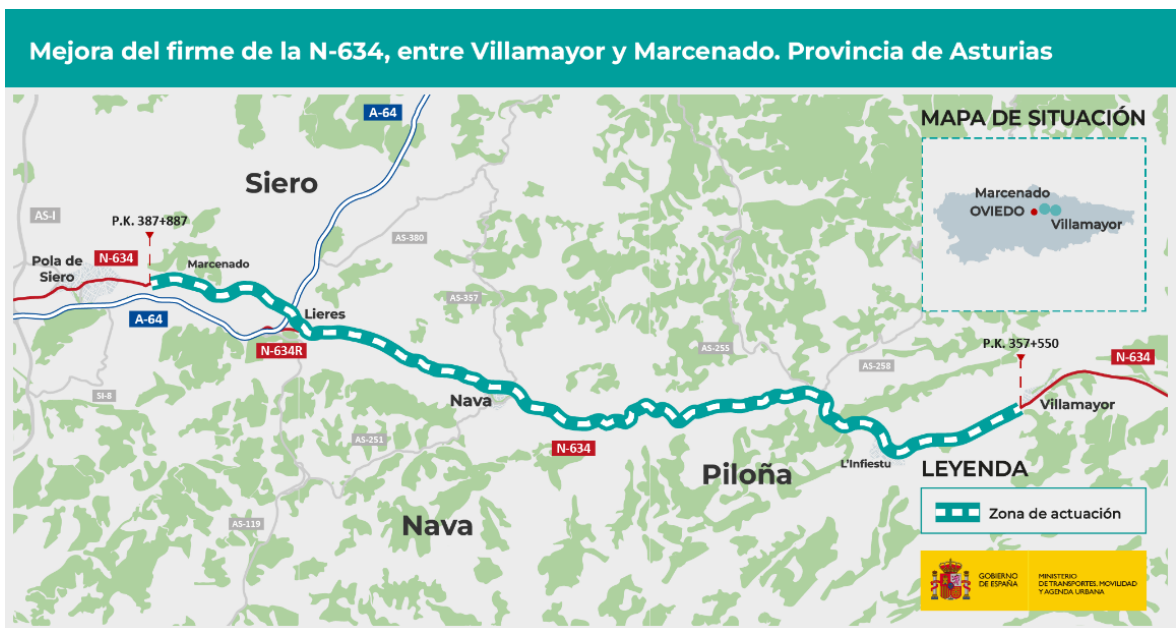 Mejora del firme de la N-634, entre Villamayor y Marcenado. Provincia de Asturias
A-64
MAPA DE SITUACIÓN
Siero
Marcenado
OVIEDO
Villamayor
AS-I
P.K. 387+887
AS-380
N-634
Marcenado
Pola de
Siero
AS-357
Lieres
A-64
N-634R
AS-255
P.K. 357+550
N-634
AS-258
SI-8
Nava
Villamayor
AS-251
N-634
L'Infiestu
LEYENDA
Piloña
Zona de actuación
AS-119
Nava
GOBIERNO
DE ESPAÑA
MINISTERIO
DE TRANSPORTES, MOVILIDAD
Y AGENDA URBANA